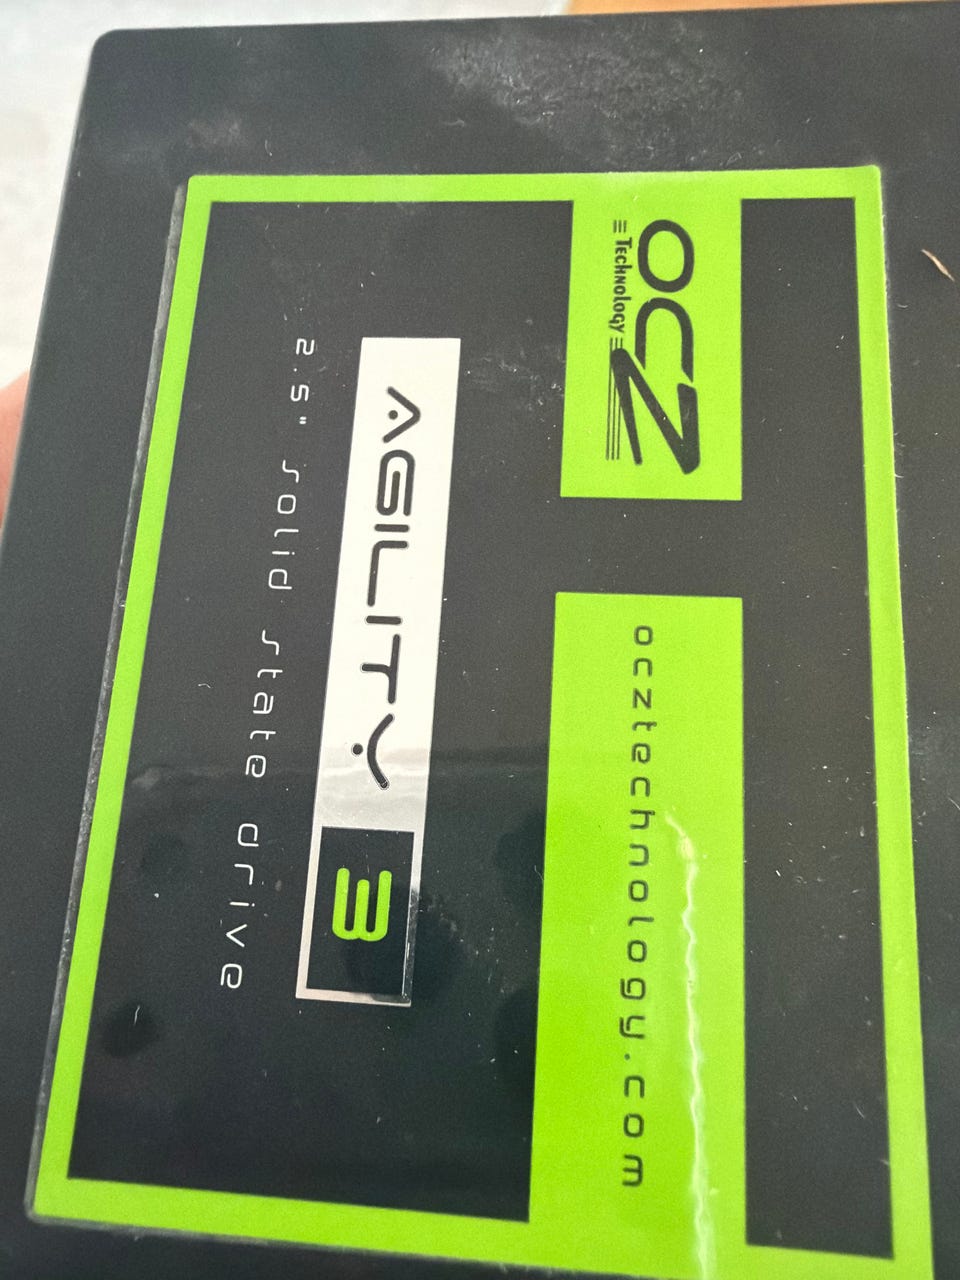 OCZ
Technology
ocztechnology.com
AGILITY 3
2.5" solid state drive